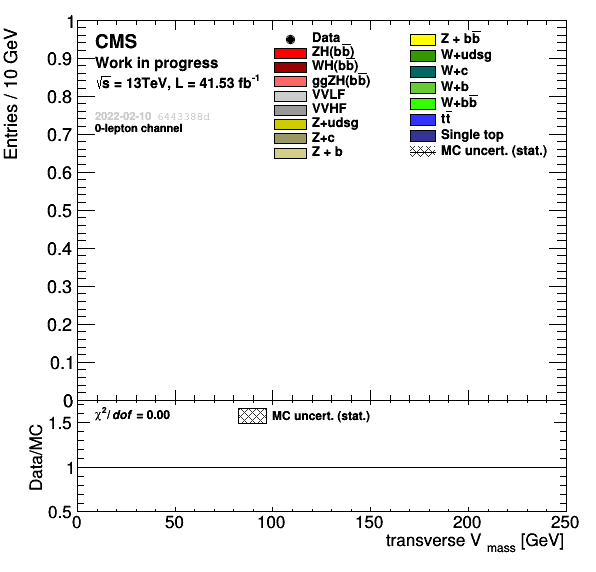 Entries / 10 GeV
1
0.9
0.8
0.7
0.6
0.5
0.4
0.3
0.2
0.1
0
CMS
Work in progress
√s = 13TeV, L = 41.53 fb⁻¹
2022-02-10 6443388d
0-lepton channel
Data
ZH(bb̅)
WH(bb̅)
ggZH(bb̅)
VVLF
VVHF
Z+udsg
Z+c
Z + b
Z + bb̅
W+udsg
W+c
W+b
W+bb̅
tt̅
Single top
MC uncert. (stat.)
Data/MC
1.5
1
0.5
χ²/dof = 0.00
MC uncert. (stat.)
0 50 100 150 200 250
transverse V mass [GeV]